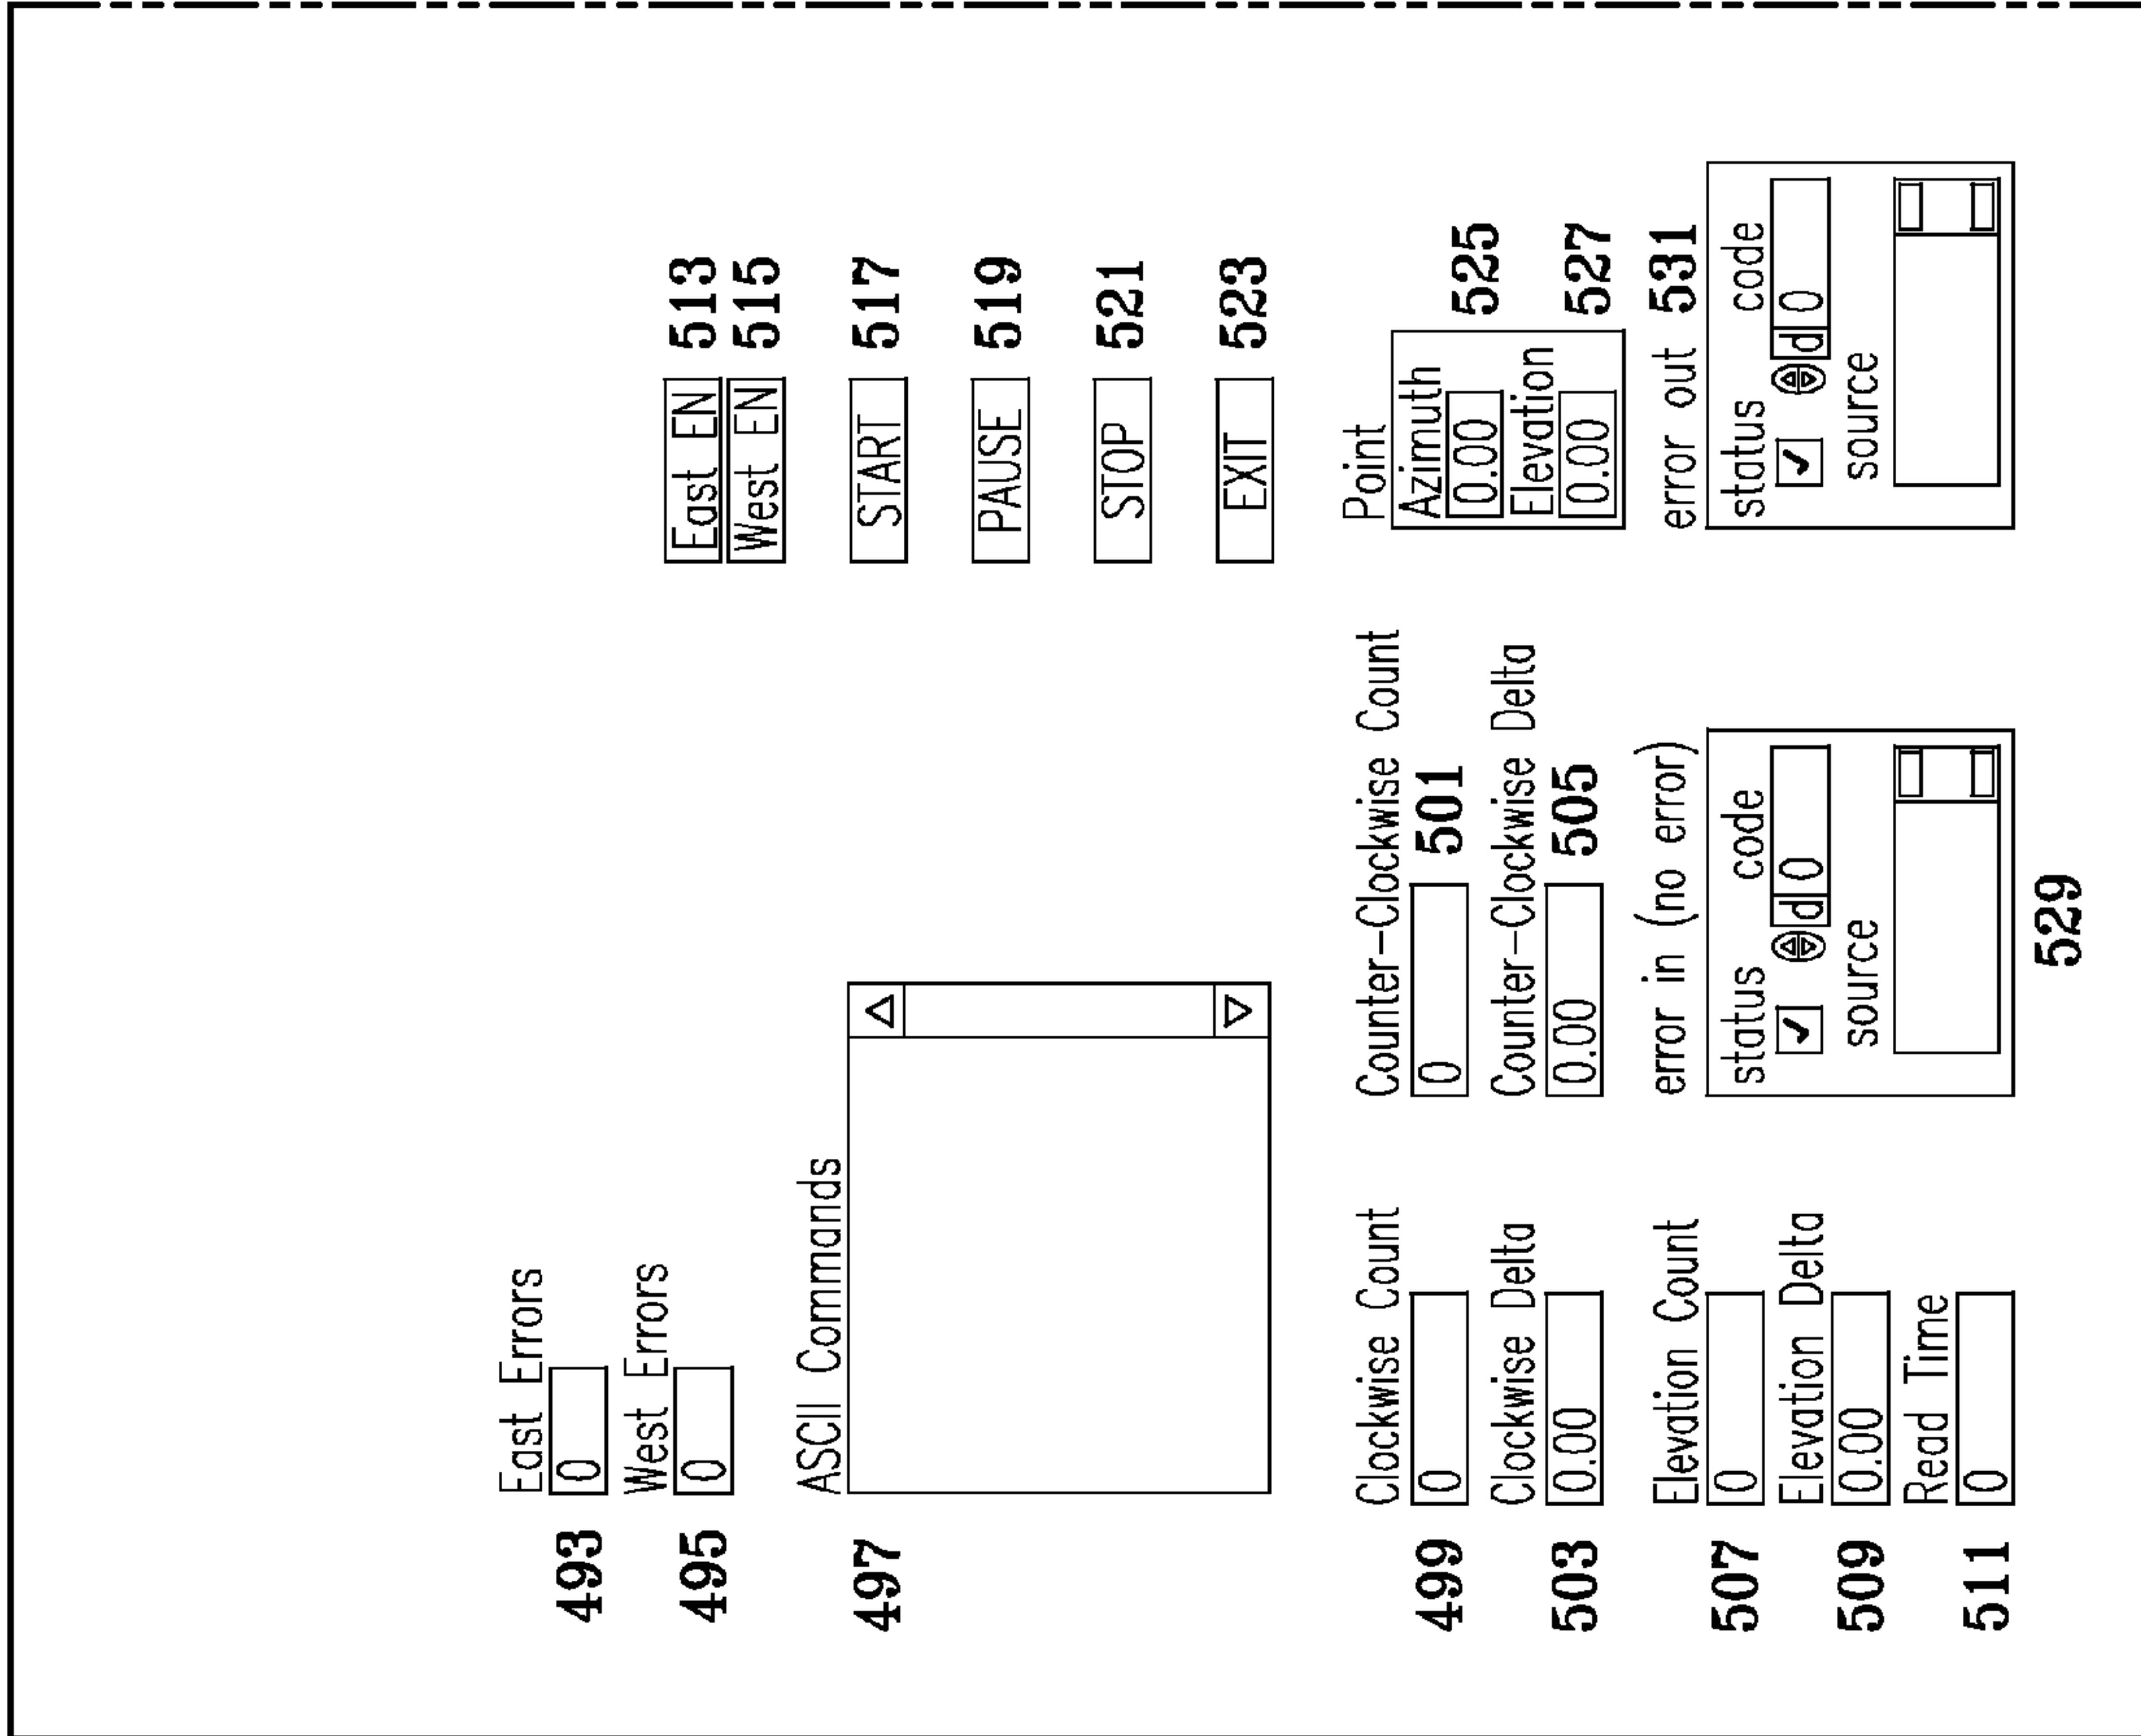 East Errors
493 0
West Errors
495 0
East EN 513
West EN 515
ASCII Commands
497
START 517
PAUSE 519
STOP 521
EXIT 523
Clockwise Count
499 0
Counter-Clockwise Count
0 501
Clockwise Delta
503 0.00
Counter-Clockwise Delta
0.00 505
Point
Azimuth
0.00 525
Elevation
0.00 527
Elevation Count
507 0
Elevation Delta
509 0.00
Read Time
511 0
error in (no error)
status code
d 0
source
529
error out 531
status code
d 0
source